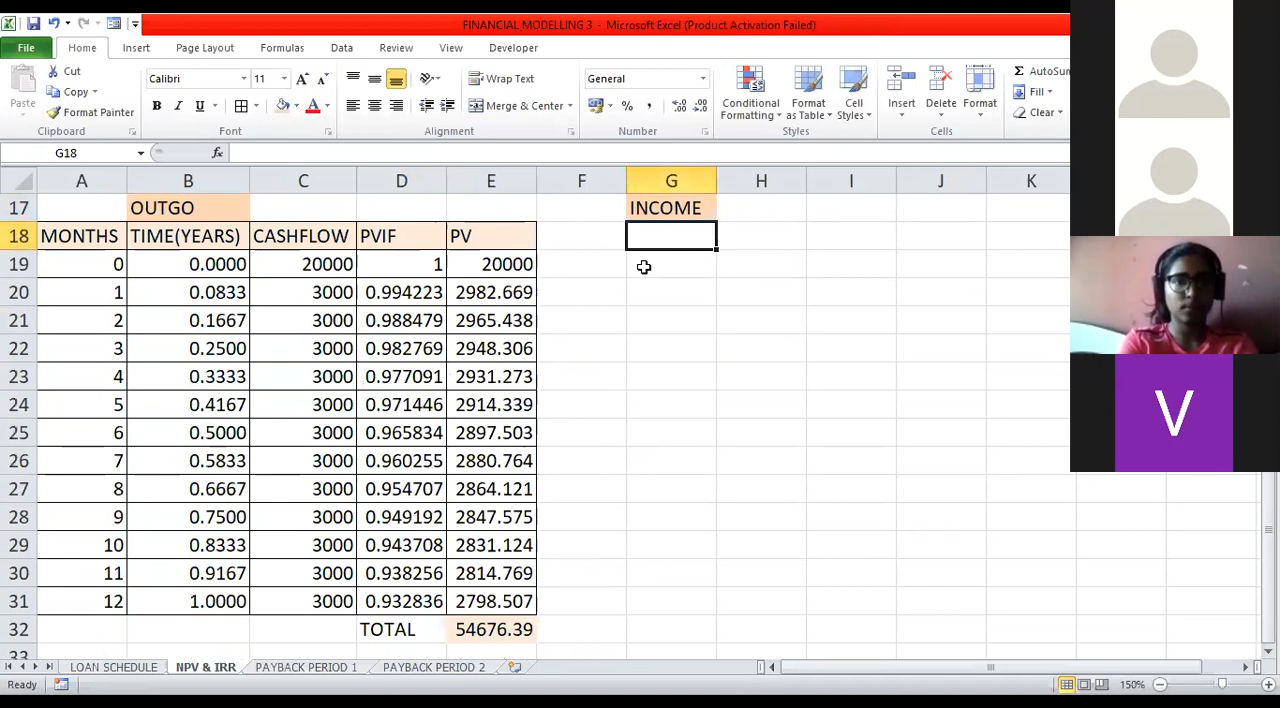 FINANCIAL MODELLING 3 - Microsoft Excel (Product Activation Failed)
File Home Insert Page Layout Formulas Data Review View Developer
Paste Cut Copy Format Painter Clipboard
Calibri 11 B I U A A A Font
Wrap Text Merge & Center Alignment
General % , Number
Conditional Formatting Format as Table Cell Styles Styles
Insert Delete Format Cells
Σ AutoSum Fill Clear
G18 fx
A B C D E F G H I J K
17 OUTGO INCOME
18 MONTHS TIME(YEARS) CASHFLOW PVIF PV
19 0 0.0000 20000 1 20000
20 1 0.0833 3000 0.994223 2982.669
21 2 0.1667 3000 0.988479 2965.438
22 3 0.2500 3000 0.982769 2948.306
23 4 0.3333 3000 0.977091 2931.273
24 5 0.4167 3000 0.971446 2914.339
25 6 0.5000 3000 0.965834 2897.503
26 7 0.5833 3000 0.960255 2880.764
27 8 0.6667 3000 0.954707 2864.121
28 9 0.7500 3000 0.949192 2847.575
29 10 0.8333 3000 0.943708 2831.124
30 11 0.9167 3000 0.938256 2814.769
31 12 1.0000 3000 0.932836 2798.507
32 TOTAL 54676.39
33
LOAN SCHEDULE NPV & IRR PAYBACK PERIOD 1 PAYBACK PERIOD 2
Ready 150%
V